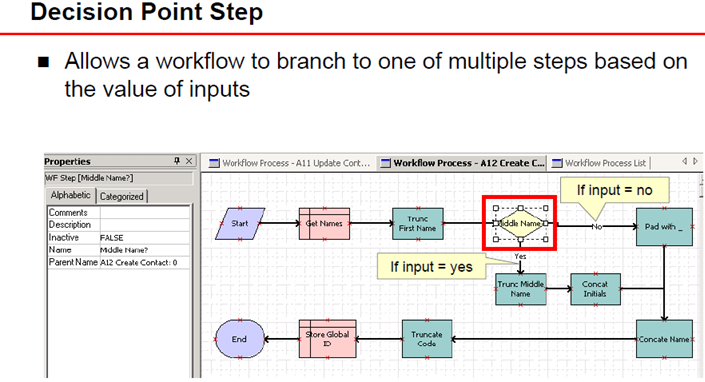 Decision Point Step
■ Allows a workflow to branch to one of multiple steps based on
the value of inputs
Properties
WF Step [Middle Name?]
Alphabetic Categorized
Comments
Description
Inactive FALSE
Name Middle Name?
Parent Name A12 Create Contact: 0
Workflow Process - A11 Update Cont...
Workflow Process - A12 Create C...
Workflow Process List
If input = no
Start
Get Names
Trunc
First Name
Middle Name
No
Pad with _
If input = yes
Yes
Trunc Middle
Name
Concat
Initials
End
Store Global
ID
Truncate
Code
Concate Name